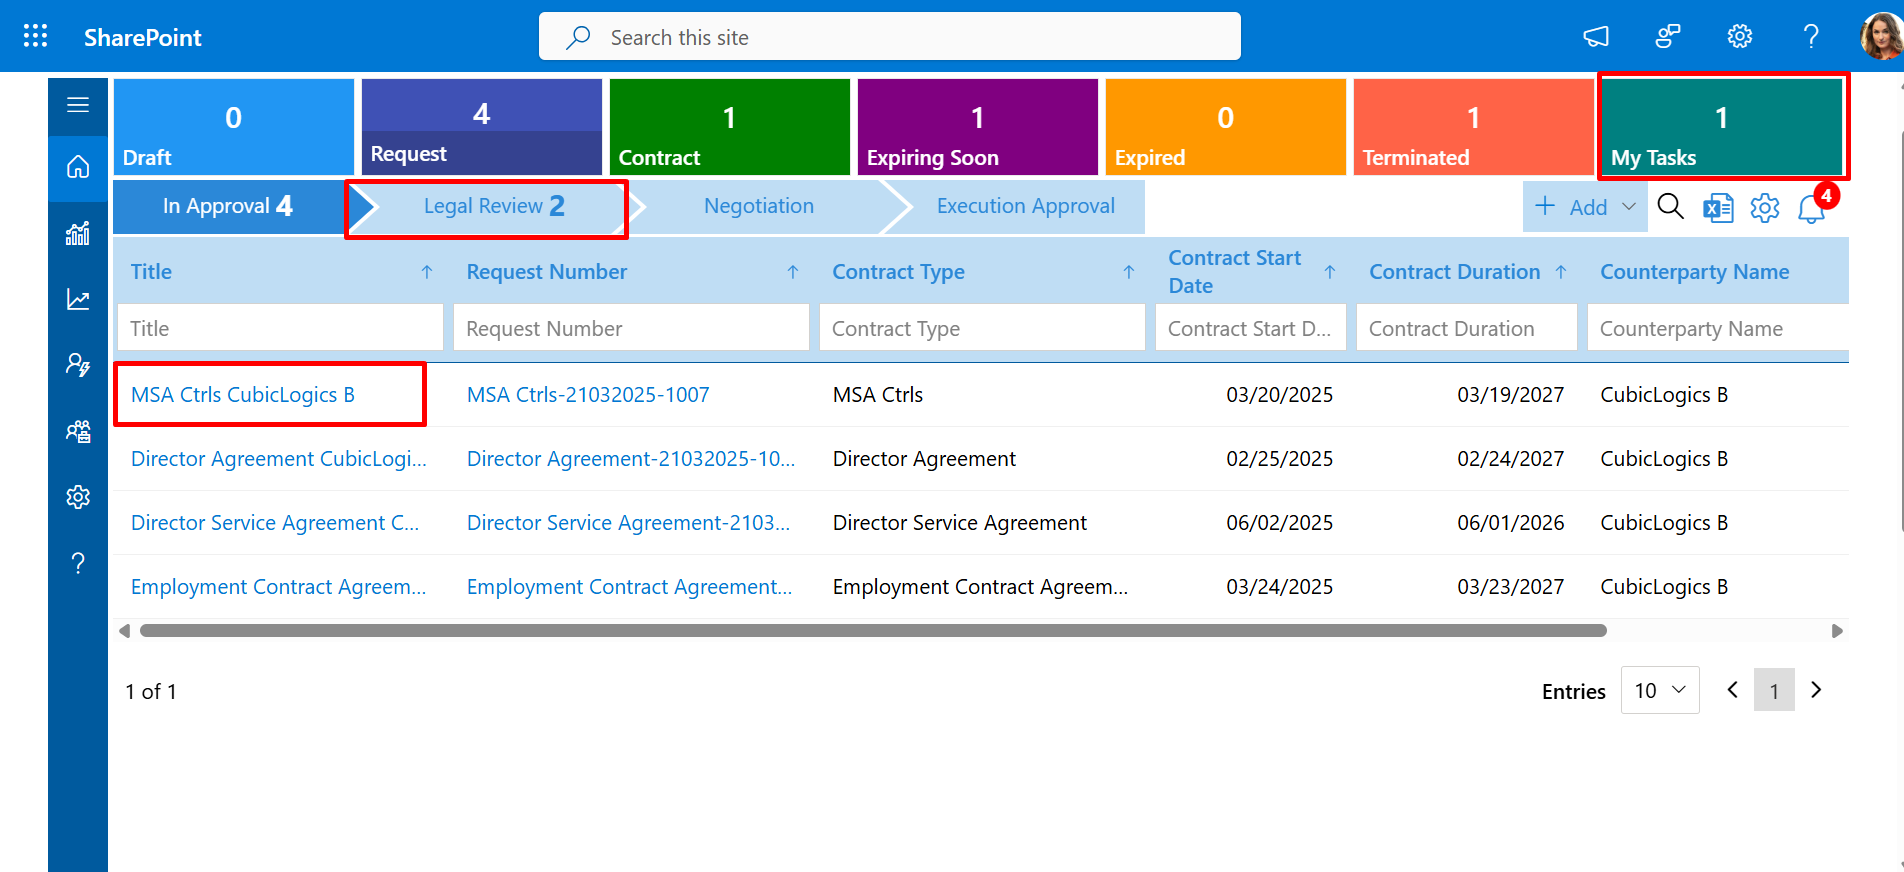 SharePoint
Search this site
0
Draft
4
Request
1
Contract
1
Expiring Soon
0
Expired
1
Terminated
1
My Tasks
In Approval 4
Legal Review 2
Negotiation
Execution Approval
Add
4
Title
Request Number
Contract Type
Contract Start
Date
Contract Duration
Counterparty Name
Title
Request Number
Contract Type
Contract Start D...
Contract Duration
Counterparty Name
MSA Ctrls CubicLogics B
MSA Ctrls-21032025-1007
MSA Ctrls
03/20/2025
03/19/2027
CubicLogics B
Director Agreement CubicLogi...
Director Agreement-21032025-10...
Director Agreement
02/25/2025
02/24/2027
CubicLogics B
Director Service Agreement C...
Director Service Agreement-2103...
Director Service Agreement
06/02/2025
06/01/2026
CubicLogics B
Employment Contract Agreem...
Employment Contract Agreement...
Employment Contract Agreem...
03/24/2025
03/23/2027
CubicLogics B
1 of 1
Entries
10
1